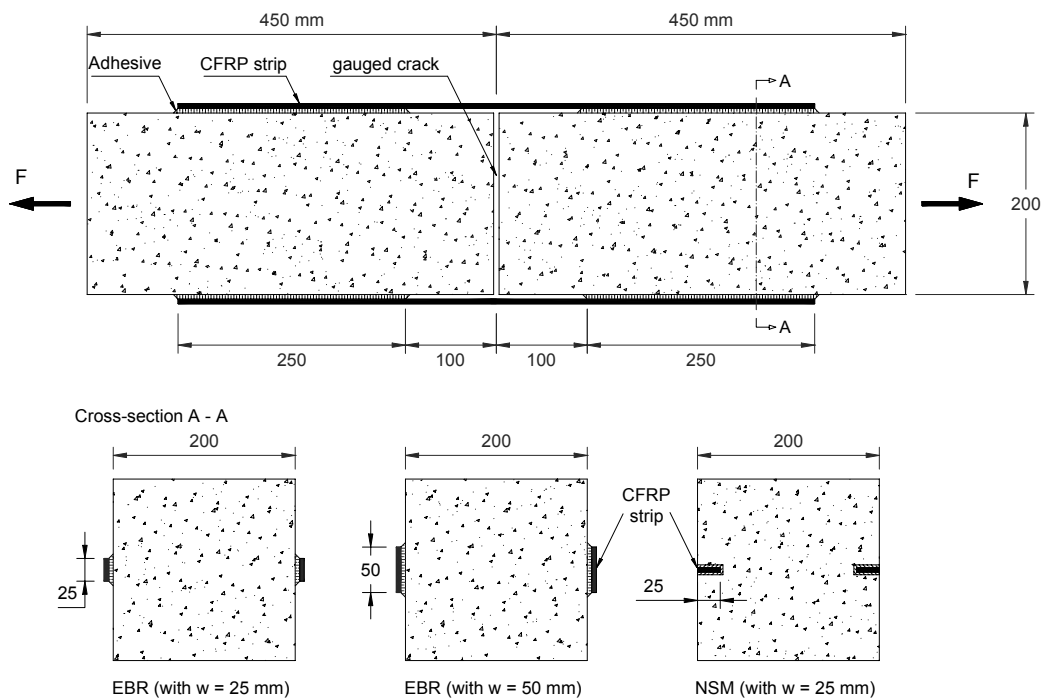 450 mm 450 mm
Adhesive CFRP strip gauged crack A
F F
200
A
250 100 100 250
Cross-section A - A
200 200 200
CFRP
strip
25 50 25
EBR (with w = 25 mm) EBR (with w = 50 mm) NSM (with w = 25 mm)